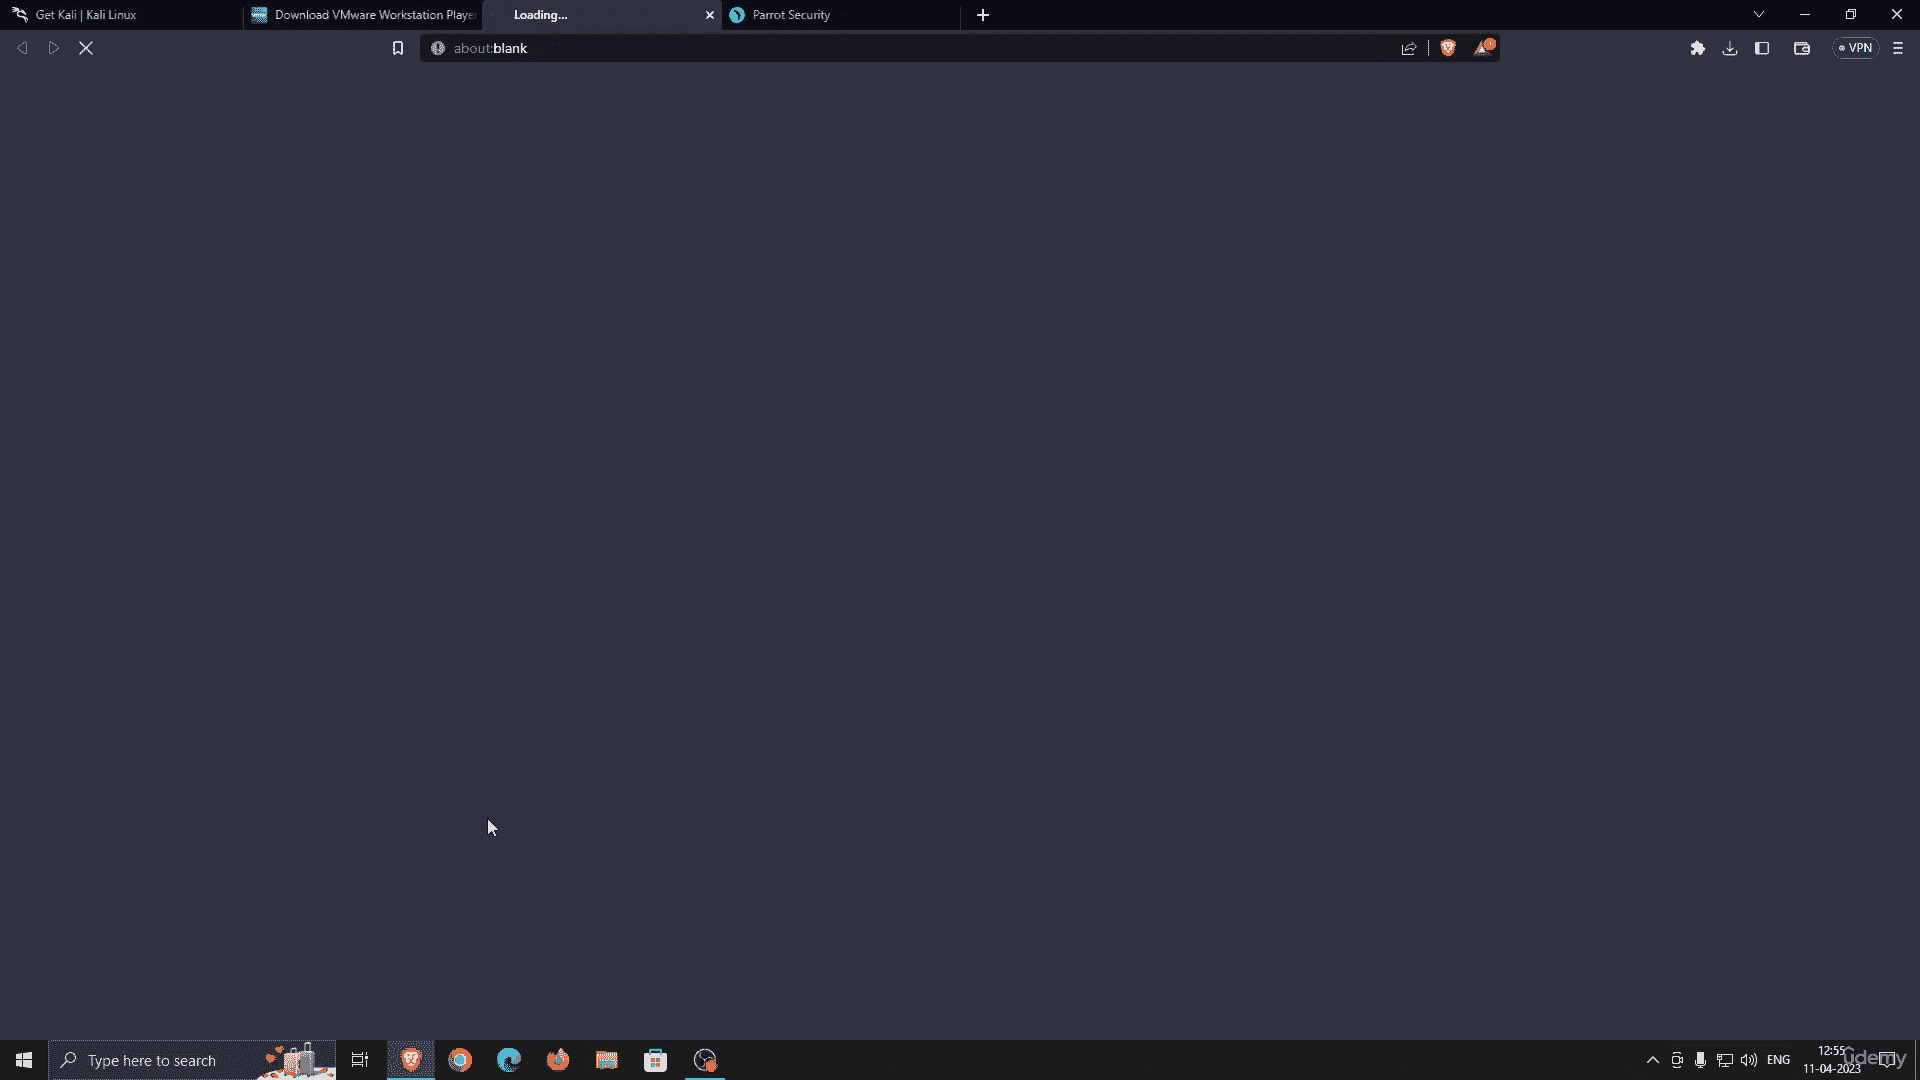 Get Kali | Kali Linux
Download VMware Workstation Player
Loading...
Parrot Security
about:blank
VPN
Type here to search
ENG
12:55
11-04-2023
ûdemy